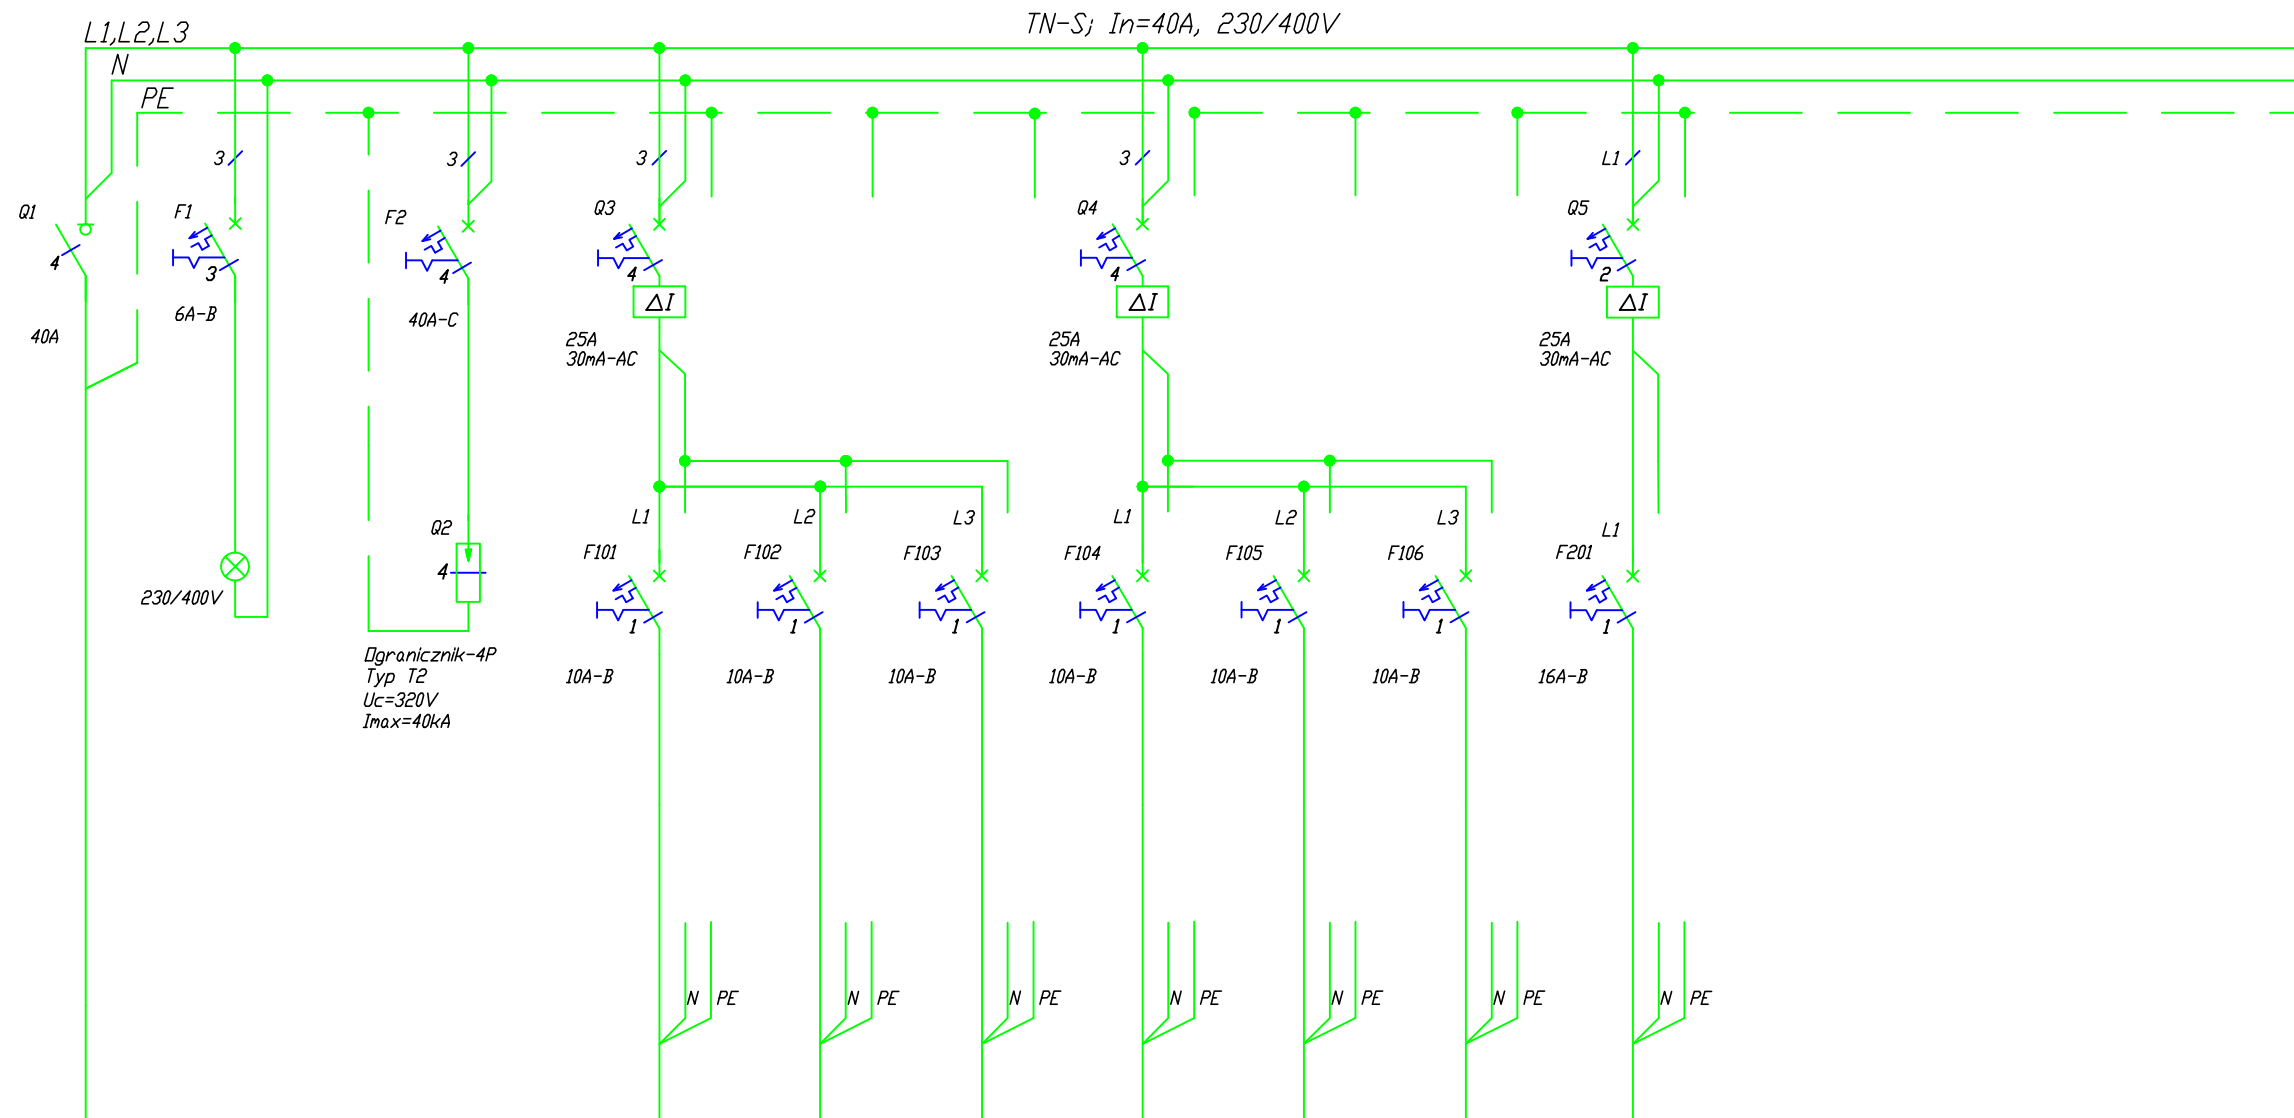 TN-S; In=40A, 230/400V
L1,L2,L3
N
PE
3
3
3
3
L1
Q1
F1
F2
Q3
Q4
Q5
4
3
4
4
4
2
ΔI
ΔI
ΔI
40A
6A-B
40A-C
25A
30mA-AC
25A
30mA-AC
25A
30mA-AC
Q2
4
230/400V
Ogranicznik-4P
Typ T2
Uc=320V
Imax=40kA
L1
L2
L3
L1
L2
L3
L1
F101
F102
F103
F104
F105
F106
F201
1
1
1
1
1
1
1
10A-B
10A-B
10A-B
10A-B
10A-B
10A-B
16A-B
N PE
N PE
N PE
N PE
N PE
N PE
N PE